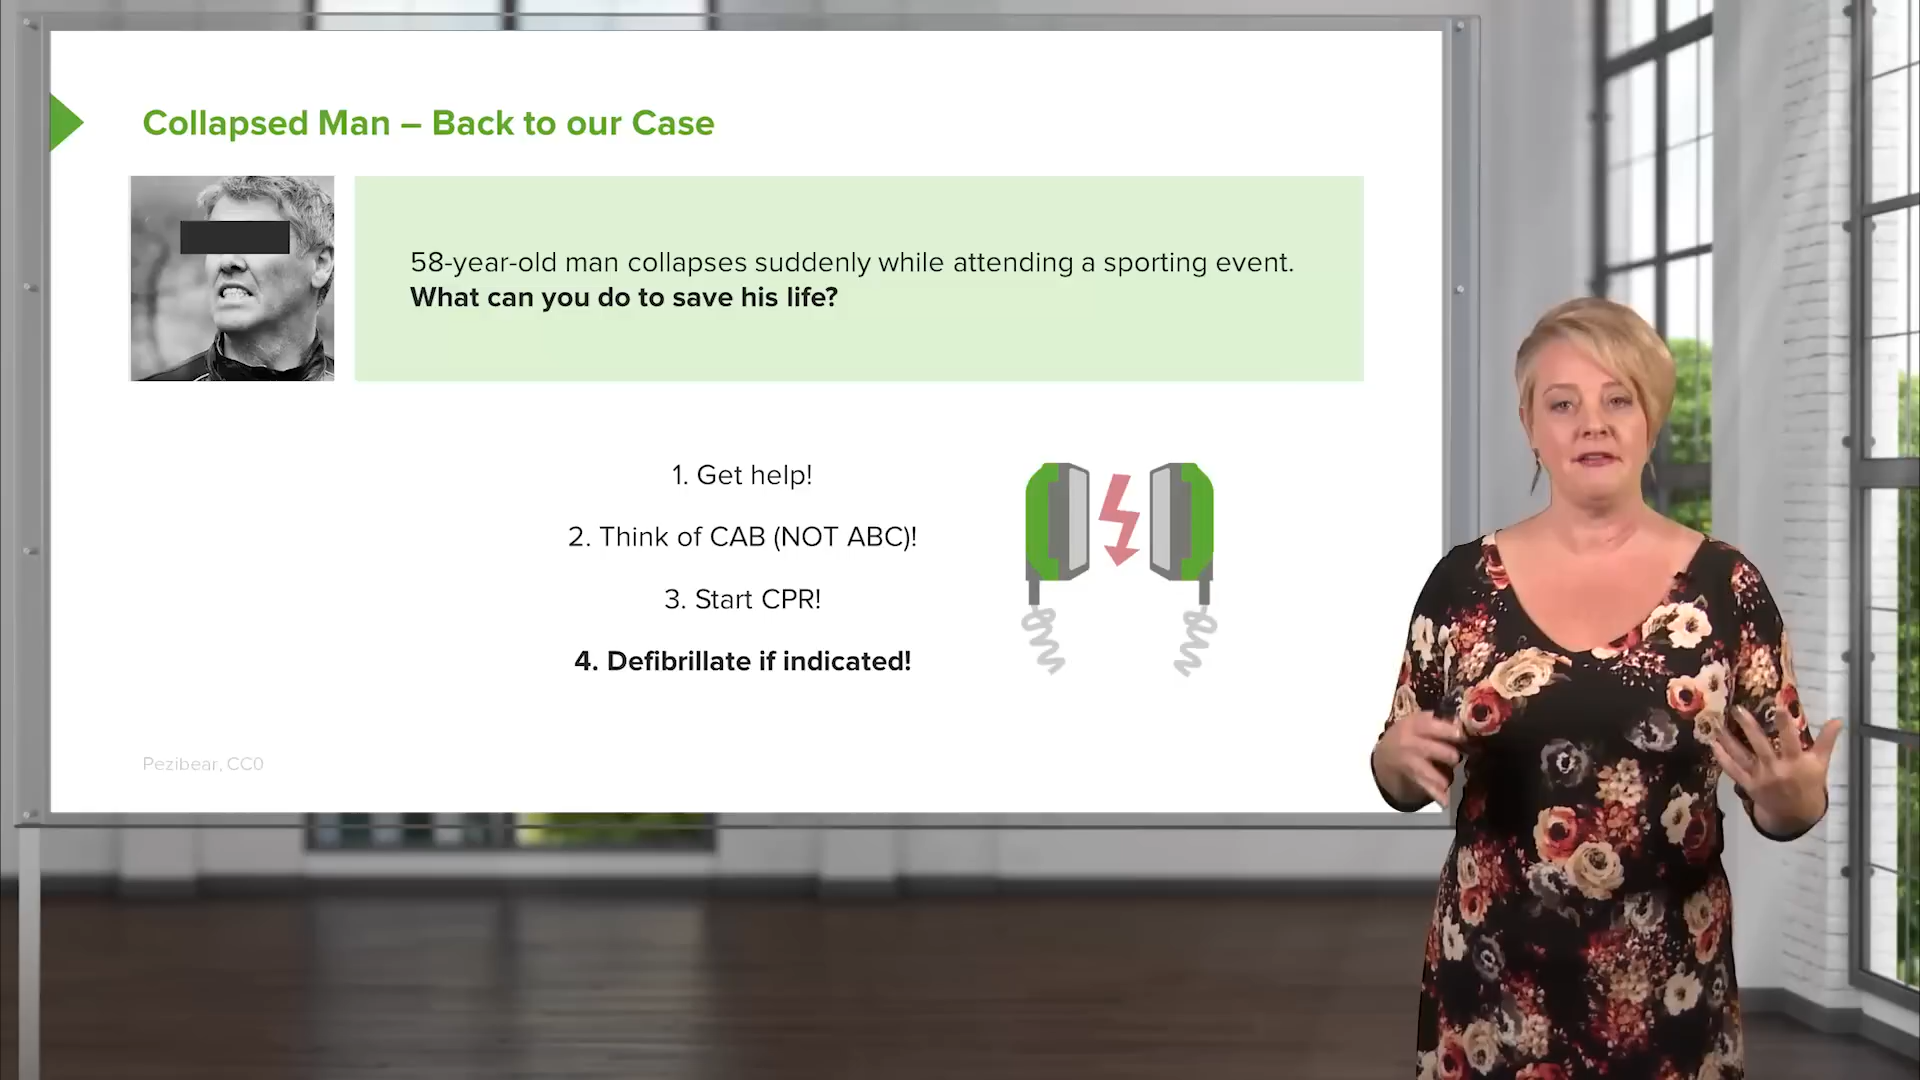 Collapsed Man – Back to our Case
58-year-old man collapses suddenly while attending a sporting event.
What can you do to save his life?
1. Get help!
2. Think of CAB (NOT ABC)!
3. Start CPR!
4. Defibrillate if indicated!
Pezibear, CC0